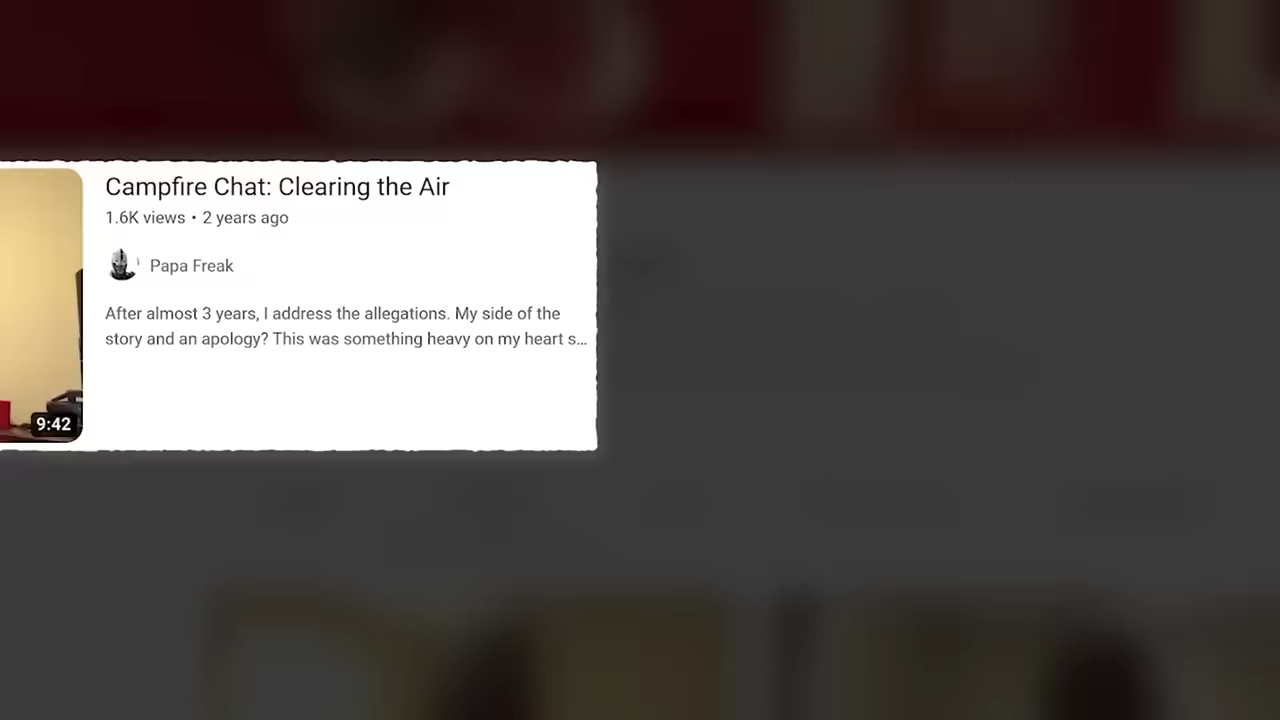 Campfire Chat: Clearing the Air
1.6K views • 2 years ago
Papa Freak
After almost 3 years, I address the allegations. My side of the
story and an apology? This was something heavy on my heart s...
9:42